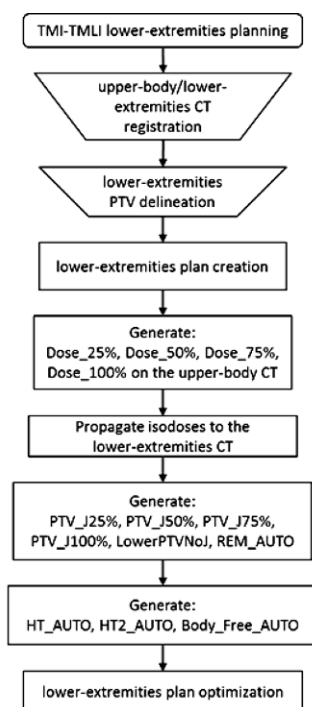 TMI-TMLI lower-extremities planning
upper-body/lower-
extremities CT
registration
lower-extremities
PTV delineation
lower-extremities plan creation
Generate:
Dose_25%, Dose_50%, Dose_75%,
Dose_100% on the upper-body CT
Propagate isodoses to the
lower-extremities CT
Generate:
PTV_J25%, PTV_J50%, PTV_J75%,
PTV_J100%, LowerPTVNoJ, REM_AUTO
Generate:
HT_AUTO, HT2_AUTO, Body_Free_AUTO
lower-extremities plan optimization